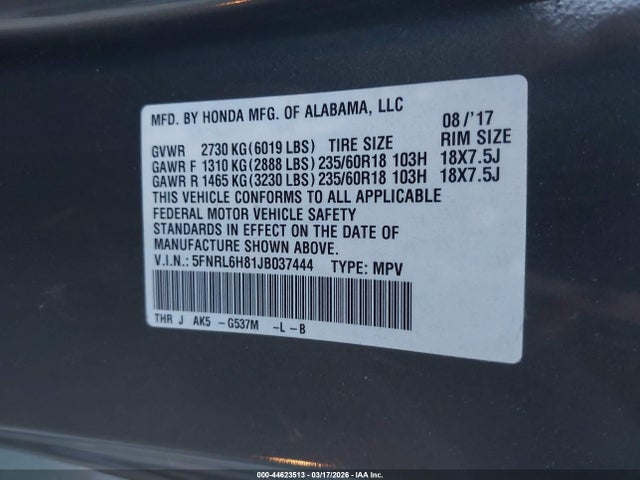 MFD. BY HONDA MFG. OF ALABAMA, LLC 08/'17
GVWR 2730 KG(6019 LBS) TIRE SIZE RIM SIZE
GAWR F 1310 KG(2888 LBS) 235/60R18 103H 18X7.5J
GAWR R 1465 KG(3230 LBS) 235/60R18 103H 18X7.5J
THIS VEHICLE CONFORMS TO ALL APPLICABLE
FEDERAL MOTOR VEHICLE SAFETY
STANDARDS IN EFFECT ON THE DATE OF
MANUFACTURE SHOWN ABOVE.
V.I.N.: 5FNRL6H81JB037444 TYPE: MPV
THR J AK5 -G537M -L-B
000-44623513 - 03/17/2026 - IAAI.COM